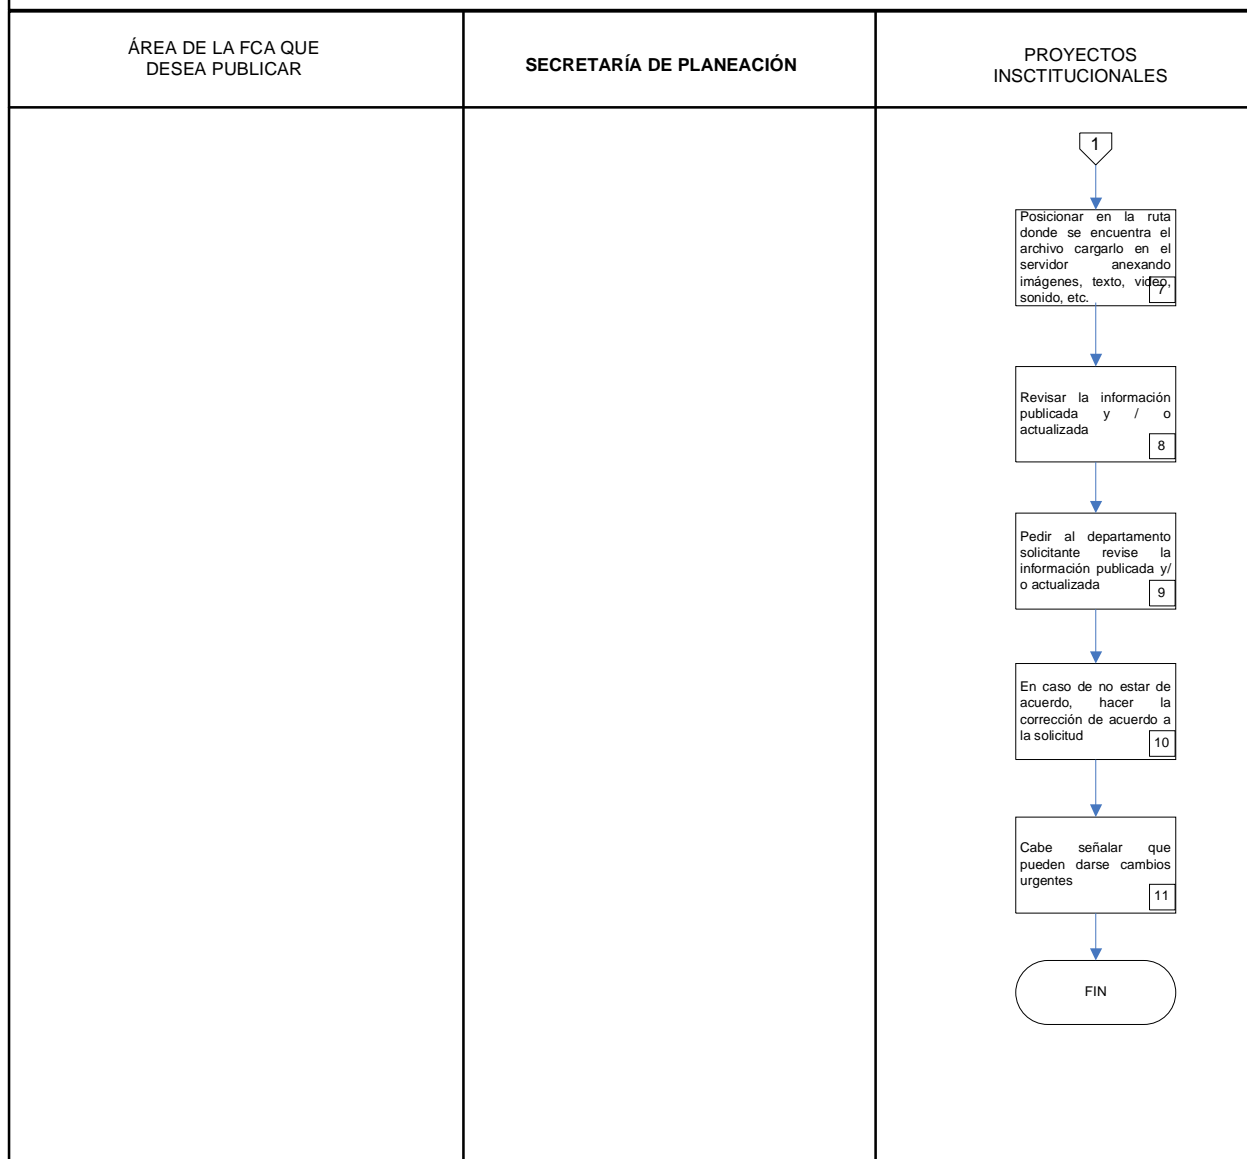 ÁREA DE LA FCA QUE
DESEA PUBLICAR
SECRETARÍA DE PLANEACIÓN
PROYECTOS
INSCTITUCIONALES
1
Posicionar en la ruta
donde se encuentra el
archivo cargarlo en el
servidor anexando
imágenes, texto, video,
sonido, etc.
7
Revisar la información
publicada y / o
actualizada
8
Pedir al departamento
solicitante revise la
información publicada y/
o actualizada
9
En caso de no estar de
acuerdo, hacer la
corrección de acuerdo a
la solicitud
10
Cabe señalar que
pueden darse cambios
urgentes
11
FIN